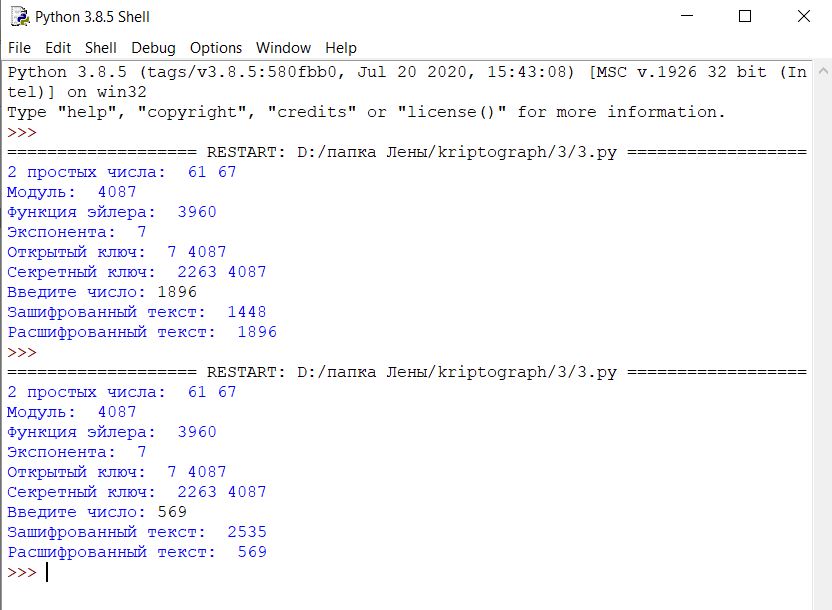 Python 3.8.5 Shell
File Edit Shell Debug Options Window Help
Python 3.8.5 (tags/v3.8.5:580fbb0, Jul 20 2020, 15:43:08) [MSC v.1926 32 bit (In
tel)] on win32
Type "help", "copyright", "credits" or "license()" for more information.
>>>
=================== RESTART: D:/папка Лены/kriptograph/3/3.py ==================
2 простых числа:  61 67
Модуль:  4087
Функция эйлера:  3960
Экспонента:  7
Открытый ключ:  7 4087
Секретный ключ:  2263 4087
Введите число: 1896
Зашифрованный текст:  1448
Расшифрованный текст:  1896
>>>
=================== RESTART: D:/папка Лены/kriptograph/3/3.py ==================
2 простых числа:  61 67
Модуль:  4087
Функция эйлера:  3960
Экспонента:  7
Открытый ключ:  7 4087
Секретный ключ:  2263 4087
Введите число: 569
Зашифрованный текст:  2535
Расшифрованный текст:  569
>>>